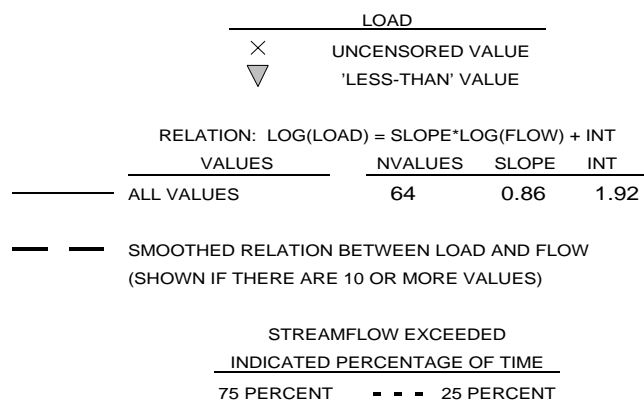 LOAD
UNCENSORED VALUE
'LESS-THAN' VALUE
RELATION: LOG(LOAD) = SLOPE*LOG(FLOW) + INT
VALUES NVALUES SLOPE INT
ALL VALUES 64 0.86 1.92
SMOOTHED RELATION BETWEEN LOAD AND FLOW
(SHOWN IF THERE ARE 10 OR MORE VALUES)
STREAMFLOW EXCEEDED
INDICATED PERCENTAGE OF TIME
75 PERCENT 25 PERCENT